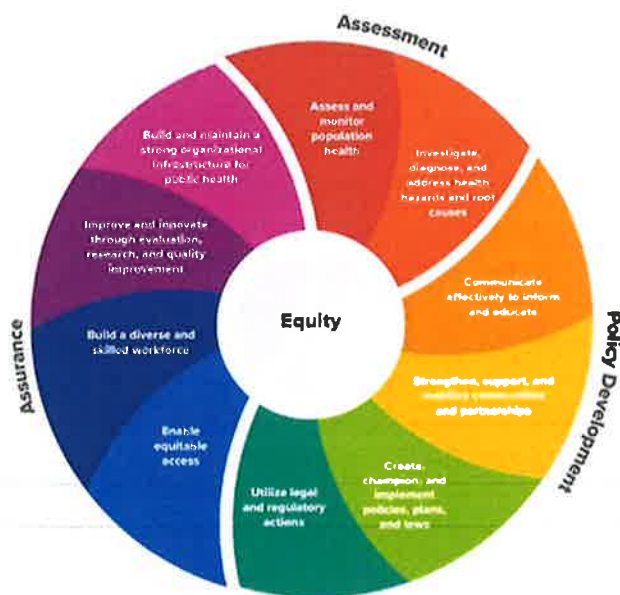 Assessment
Assess and
monitor
population
health
Investigate,
diagnose, and
address health
hazards and root
causes
Communicate
effectively to inform
and educate
Strengthen, support, and
mobilize communities
and partnerships
Policy Development
Create,
champion, and
implement
policies, plans,
and laws
Utilize legal
and regulatory
actions
Enable
equitable
access
Build a diverse and
skilled workforce
Assurance
Improve and innovate
through evaluation,
research, and quality
improvement
Build and maintain a
strong organizational
infrastructure for
public health
Equity